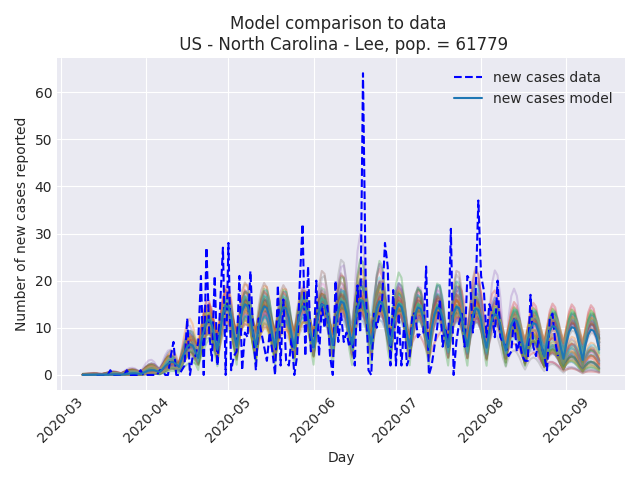 Model comparison to data
US - North Carolina - Lee, pop. = 61779
new cases data
new cases model
Number of new cases reported
60
50
40
30
20
10
0
2020-03
2020-04
2020-05
2020-06
2020-07
2020-08
2020-09
Day